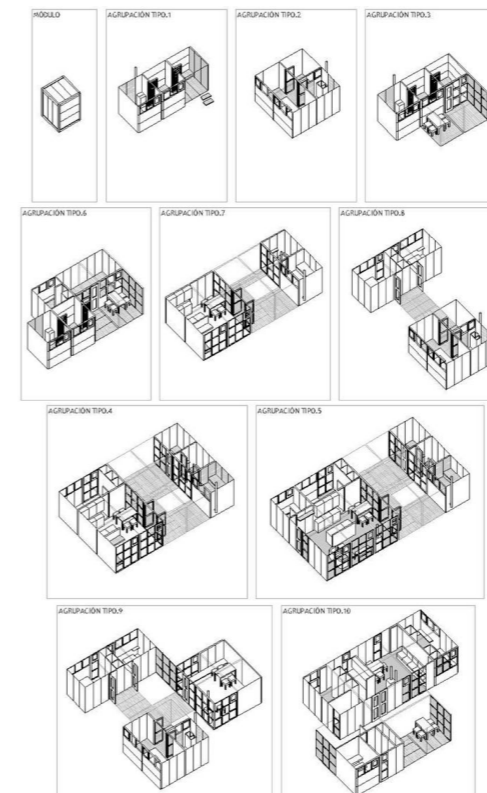 MÓDULO
AGRUPACIÓN TIPO.1
AGRUPACIÓN TIPO.2
AGRUPACIÓN TIPO.3
AGRUPACIÓN TIPO.6
AGRUPACIÓN TIPO.7
AGRUPACIÓN TIPO.8
AGRUPACIÓN TIPO.4
AGRUPACIÓN TIPO.5
AGRUPACIÓN TIPO.9
AGRUPACIÓN TIPO.10